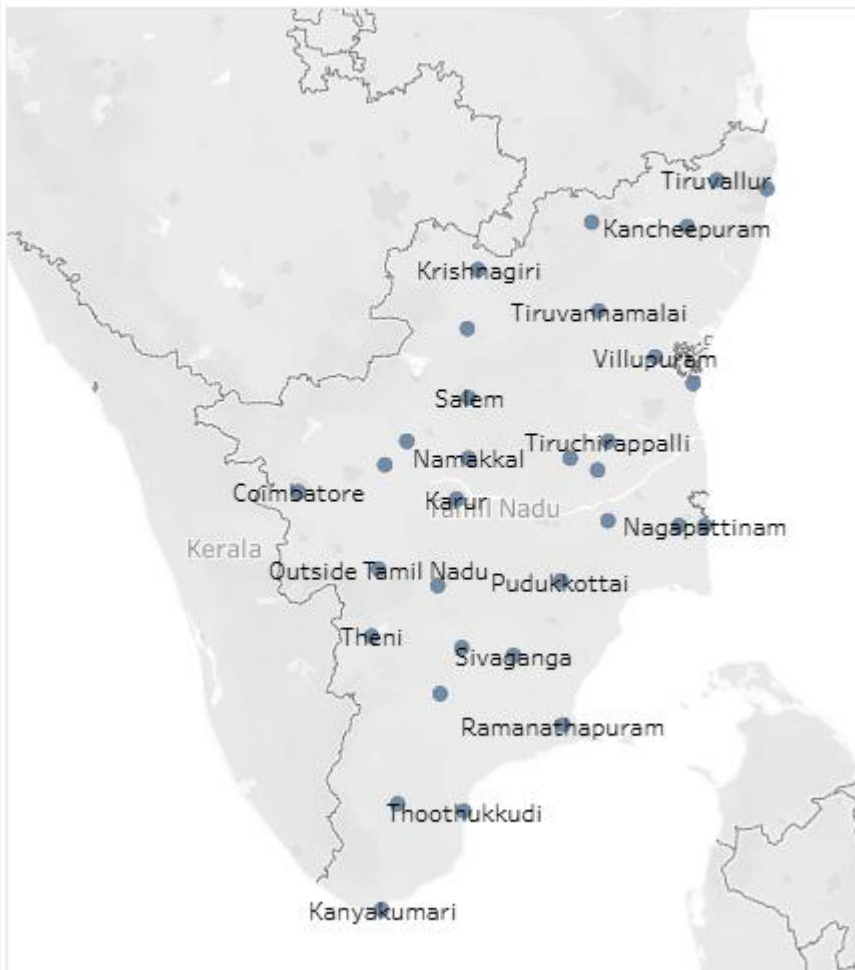 Tiruvallur
Kancheepuram
Krishnagiri
Tiruvannamalai
Villupuram
Salem
Tiruchirappalli
Namakkal
Coimbatore
Karur
Tamil Nadu
Nagapattinam
Kerala
Outside Tamil Nadu
Pudukkottai
Theni
Sivaganga
Ramanathapuram
Thoothukkudi
Kanyakumari